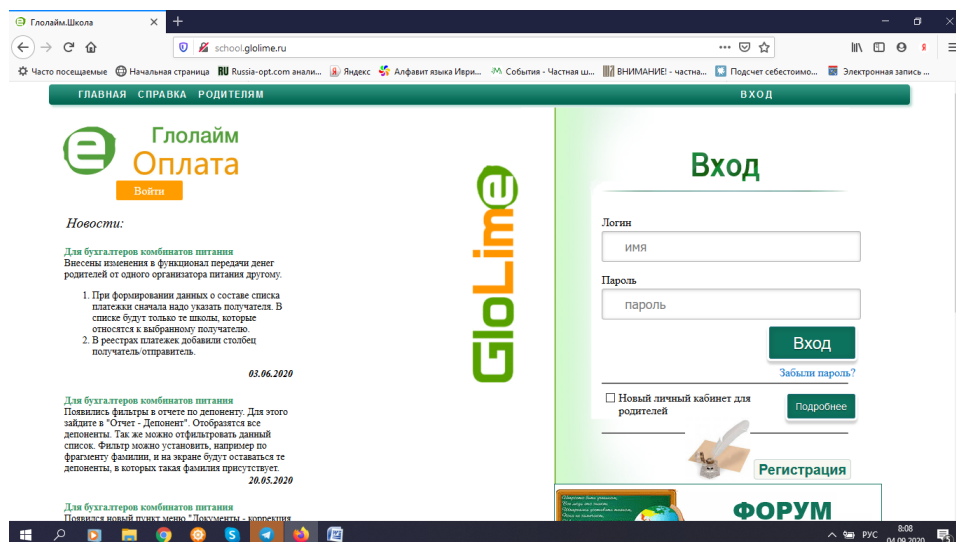 Глолайм.Школа
school.glolime.ru
Часто посещаемые Начальная страница Russia-opt.com анали... Яндекс Алфавит языка Иври... События - Частная ш... ВНИМАНИЕ! - частна... Подсчет себестоимо... Электронная запись ...
ГЛАВНАЯ СПРАВКА РОДИТЕЛЯМ ВХОД
Глолайм
Оплата
Войти
Новости:
Для бухгалтеров комбинатов питания
Внесены изменения в функционал передачи денег
родителей от одного организатора питания другому.
1. При формировании данных о составе списка
платежки сначала надо указать получателя. В
списке будут только те школы, которые
относятся к выбранному получателю.
2. В реестрах платежек добавили столбец
получатель/отправитель.
03.06.2020
Для бухгалтеров комбинатов питания
Появились фильтры в отчете по депоненту. Для этого
зайдите в "Отчет - Депонент". Отобразятся все
депоненты. Так же можно отфильтровать данный
список. Фильтр можно установить, например по
фрагменту фамилии, и на экране будут оставаться те
депоненты, в которых такая фамилия присутствует.
20.05.2020
Для бухгалтеров комбинатов питания
Появился новый пункт меню "Документы - коррекция
GloLime
Вход
Логин
имя
Пароль
пароль
Вход
Забыли пароль?
Новый личный кабинет для
родителей
Подробнее
Регистрация
ФОРУМ
РУС
8:08
04.09.2020